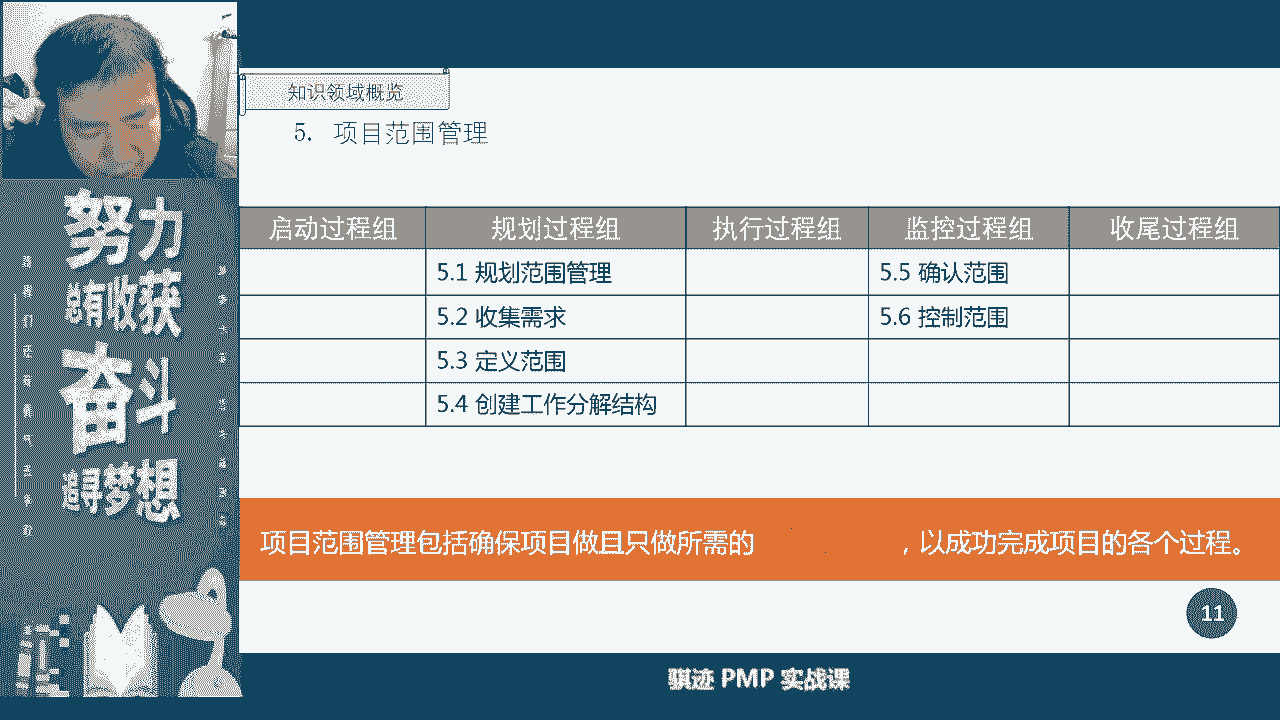 知识领域概览
5. 项目范围管理
启动过程组 规划过程组 执行过程组 监控过程组 收尾过程组
5.1 规划范围管理 5.5 确认范围
5.2 收集需求 5.6 控制范围
5.3 定义范围
5.4 创建工作分解结构
项目范围管理包括确保项目做且只做所需的 ，以成功完成项目的各个过程。
11
骐迹 PMP 实战课
努力
总有收获
奋斗
追寻梦想